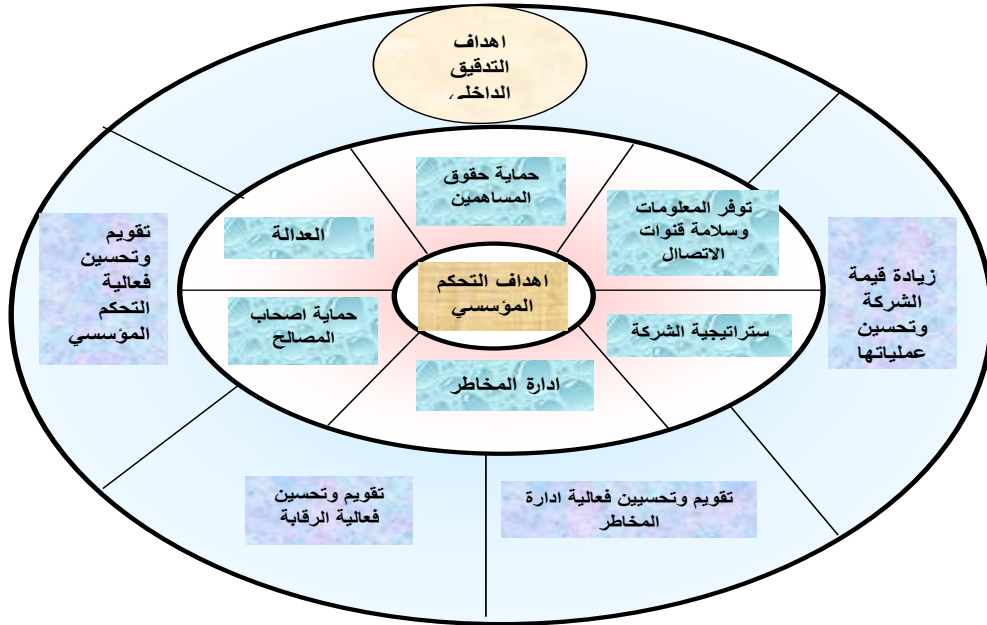 اهداف
التدقيق
الداخلي
حماية حقوق
المساهمين
توفر المعلومات
وسلامة قنوات
الاتصاال
العدالة
تقويم
وتحسين
فعالية
التحكم
المؤسسي
زيادة قيمة
الشركة
وتحسين
عملياتها
اهداف التحكم
المؤسسي
حماية اصحاب
المصالح
ستراتيجية الشركة
ادارة المخاطر
تقويم وتحسين
فعالية الرقابة
تقويم وتحسيين فعالية ادارة
المخاطر